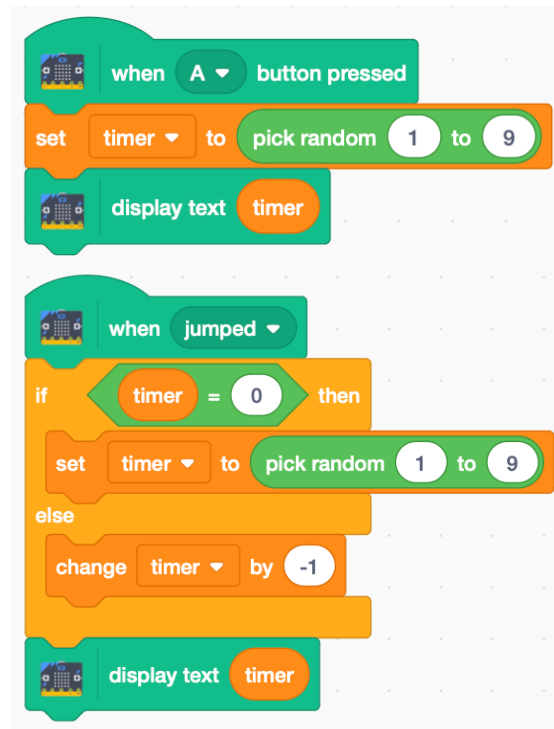 when A button pressed
set timer to pick random 1 to 9
display text timer
when jumped
if timer = 0 then
set timer to pick random 1 to 9
else
change timer by -1
display text timer